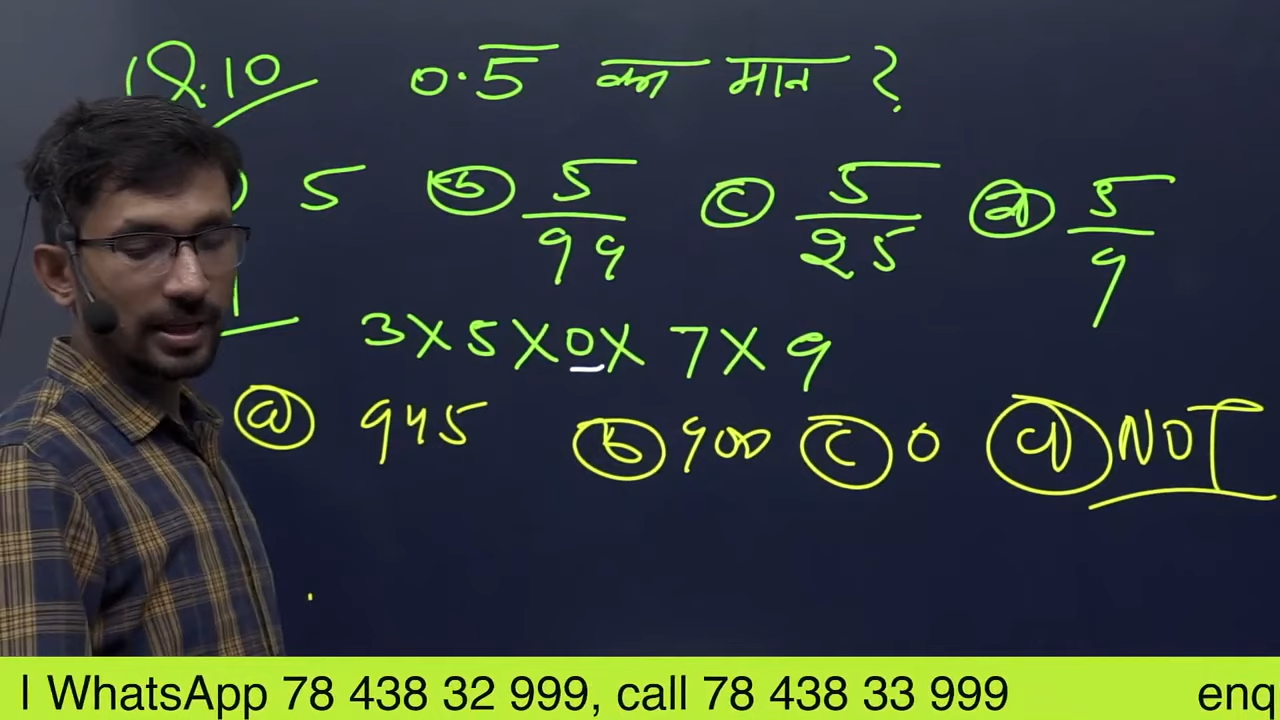 प्र.10 0.5̅ का मान ?
5 (b) 5/99 (c) 5/25 (d) 5/9
3×5×0×7×9
(a) 945 (b) 900 (c) 0 (d) NOT
l WhatsApp 78 438 32 999, call 78 438 33 999 enq